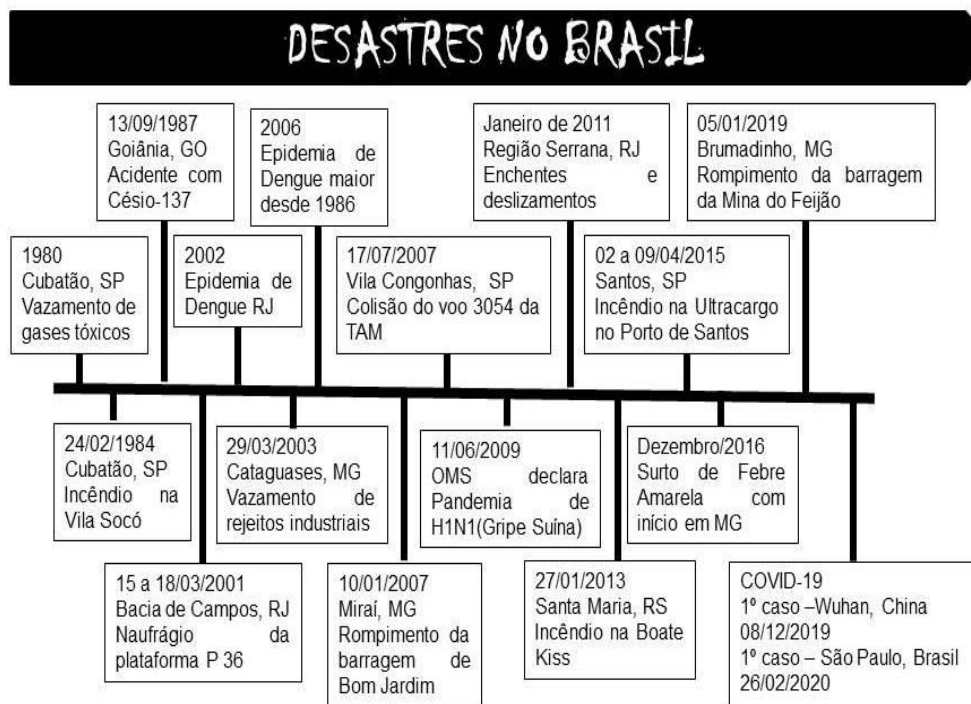 DESASTRES NO BRASIL
1980
Cubatão, SP
Vazamento de
gases tóxicos
24/02/1984
Cubatão, SP
Incêndio na
Vila Socó
13/09/1987
Goiânia, GO
Acidente com
Césio-137
15 a 18/03/2001
Bacia de Campos, RJ
Naufrágio da
plataforma P 36
2002
Epidemia de
Dengue RJ
29/03/2003
Cataguases, MG
Vazamento de
rejeitos industriais
2006
Epidemia de
Dengue maior
desde 1986
10/01/2007
Miraí, MG
Rompimento da
barragem de
Bom Jardim
17/07/2007
Vila Congonhas, SP
Colisão do voo 3054 da
TAM
11/06/2009
OMS declara
Pandemia de
H1N1(Gripe Suína)
Janeiro de 2011
Região Serrana, RJ
Enchentes e
deslizamentos
27/01/2013
Santa Maria, RS
Incêndio na Boate
Kiss
02 a 09/04/2015
Santos, SP
Incêndio na Ultracargo
no Porto de Santos
Dezembro/2016
Surto de Febre
Amarela com
início em MG
05/01/2019
Brumadinho, MG
Rompimento da barragem
da Mina do Feijão
COVID-19
1º caso –Wuhan, China
08/12/2019
1º caso – São Paulo, Brasil
26/02/2020